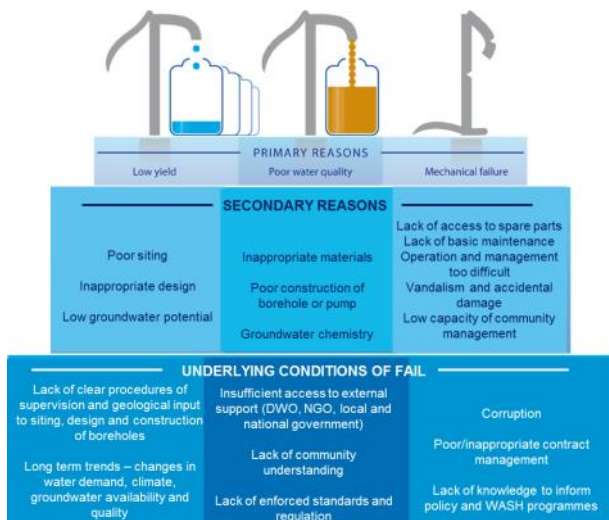 PRIMARY REASONS
Low yield
Poor water quality
Mechanical failure
SECONDARY REASONS
Poor siting
Inappropriate design
Low groundwater potential
Inappropriate materials
Poor construction of
borehole or pump
Groundwater chemistry
Lack of access to spare parts
Lack of basic maintenance
Operation and management
too difficult
Vandalism and accidental
damage
Low capacity of community
management
UNDERLYING CONDITIONS OF FAIL
Lack of clear procedures of
supervision and geological input
to siting, design and construction
of boreholes
Long term trends – changes in
water demand, climate,
groundwater availability and
quality
Insufficient access to external
support (DWO, NGO, local and
national government)
Lack of community
understanding
Lack of enforced standards and
regulation
Corruption
Poor/inappropriate contract
management
Lack of knowledge to inform
policy and WASH programmes